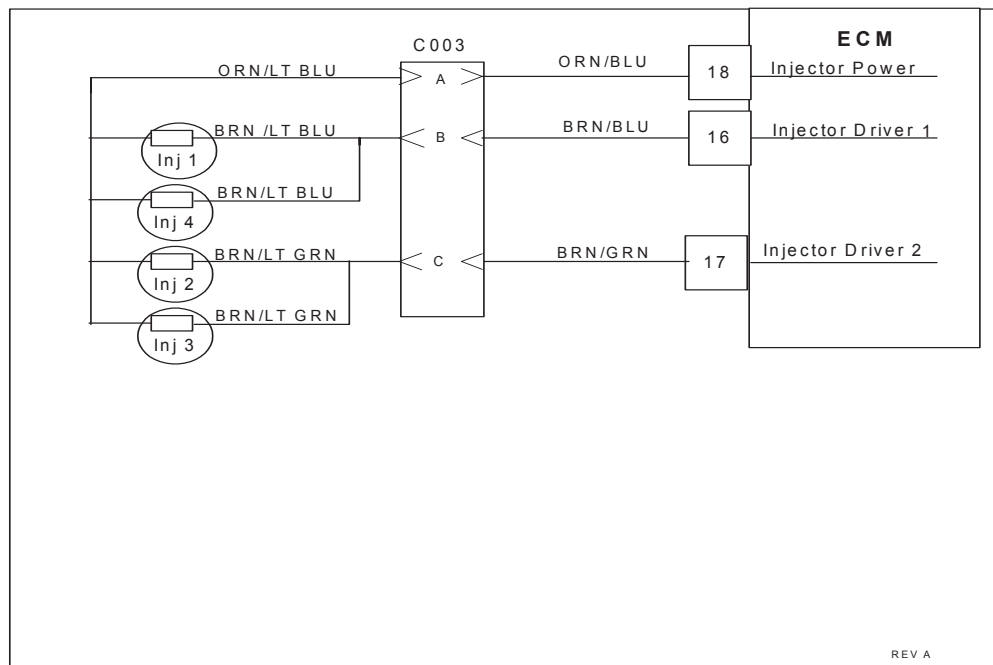 ECM
C003
ORN/LT BLU
A
ORN/BLU
18
Injector Power
BRN /LT BLU
B
BRN/BLU
16
Injector Driver 1
Inj 1
BRN/LT BLU
Inj 4
BRN/LT GRN
C
BRN/GRN
17
Injector Driver 2
Inj 2
BRN/LT GRN
Inj 3
REV A